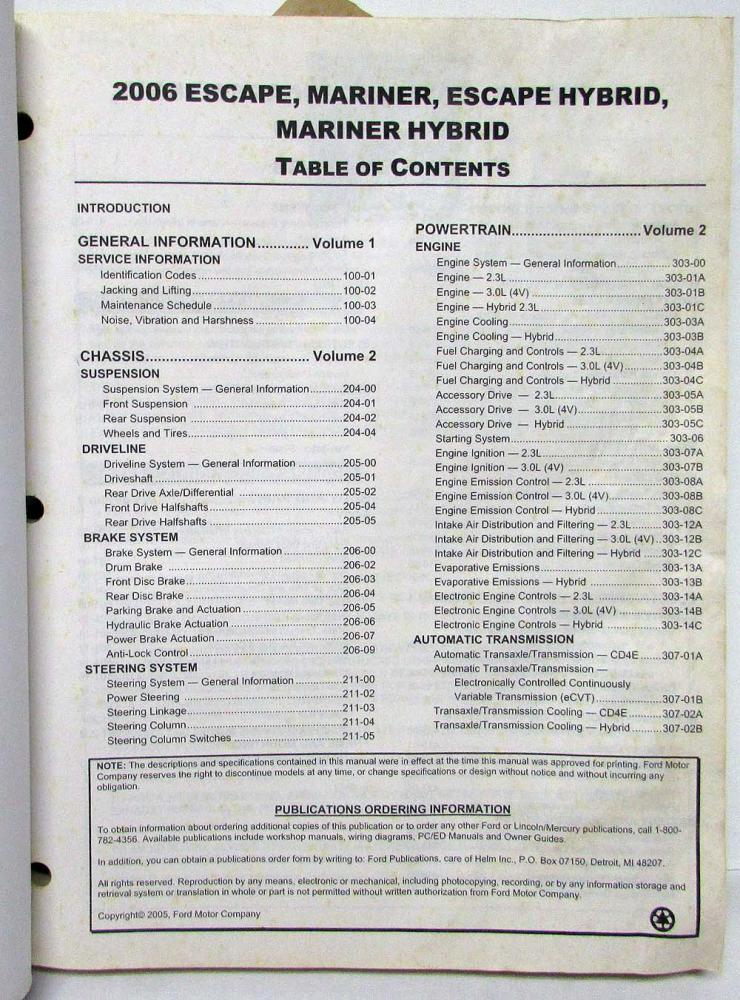 2006 ESCAPE, MARINER, ESCAPE HYBRID,
MARINER HYBRID
TABLE OF CONTENTS
INTRODUCTION
GENERAL INFORMATION............ Volume 1
SERVICE INFORMATION
Identification Codes....................100-01
Jacking and Lifting....................100-02
Maintenance Schedule....................100-03
Noise, Vibration and Harshness....................100-04
CHASSIS.................... Volume 2
SUSPENSION
Suspension System — General Information..........204-00
Front Suspension ....................204-01
Rear Suspension ....................204-02
Wheels and Tires....................204-04
DRIVELINE
Driveline System — General Information ..........205-00
Driveshaft ....................205-01
Rear Drive Axle/Differential ....................205-02
Front Drive Halfshafts....................205-04
Rear Drive Halfshafts ....................205-05
BRAKE SYSTEM
Brake System — General Information ....................206-00
Drum Brake ....................206-02
Front Disc Brake....................206-03
Rear Disc Brake....................206-04
Parking Brake and Actuation ....................206-05
Hydraulic Brake Actuation ....................206-06
Power Brake Actuation ....................206-07
Anti-Lock Control....................206-09
STEERING SYSTEM
Steering System — General Information ..........211-00
Power Steering ....................211-02
Steering Linkage....................211-03
Steering Column....................211-04
Steering Column Switches ....................211-05
POWERTRAIN.................... Volume 2
ENGINE
Engine System — General Information.......... 303-00
Engine — 2.3L....................303-01A
Engine — 3.0L (4V) ....................303-01B
Engine — Hybrid 2.3L....................303-01C
Engine Cooling....................303-03A
Engine Cooling — Hybrid....................303-03B
Fuel Charging and Controls — 2.3L..........303-04A
Fuel Charging and Controls — 3.0L (4V)..........303-04B
Fuel Charging and Controls — Hybrid ..........303-04C
Accessory Drive — 2.3L....................303-05A
Accessory Drive — 3.0L (4V)....................303-05B
Accessory Drive — Hybrid ....................303-05C
Starting System.................... 303-06
Engine Ignition — 2.3L....................303-07A
Engine Ignition — 3.0L (4V) ....................303-07B
Engine Emission Control — 2.3L ..........303-08A
Engine Emission Control — 3.0L (4V)..........303-08B
Engine Emission Control — Hybrid ..........303-08C
Intake Air Distribution and Filtering — 2.3L..........303-12A
Intake Air Distribution and Filtering — 3.0L (4V)..303-12B
Intake Air Distribution and Filtering — Hybrid ....303-12C
Evaporative Emissions....................303-13A
Evaporative Emissions — Hybrid ....................303-13B
Electronic Engine Controls — 2.3L ..........303-14A
Electronic Engine Controls — 3.0L (4V) ..........303-14B
Electronic Engine Controls — Hybrid ..........303-14C
AUTOMATIC TRANSMISSION
Automatic Transaxle/Transmission — CD4E......307-01A
Automatic Transaxle/Transmission —
Electronically Controlled Continuously
Variable Transmission (eCVT)....................307-01B
Transaxle/Transmission Cooling — CD4E ..........307-02A
Transaxle/Transmission Cooling — Hybrid..........307-02B
NOTE: The descriptions and specifications contained in this manual were in effect at the time this manual was approved for printing. Ford Motor
Company reserves the right to discontinue models at any time, or change specifications or design without notice and without incurring any
obligation.
PUBLICATIONS ORDERING INFORMATION
To obtain information about ordering additional copies of this publication or to order any other Ford or Lincoln/Mercury publications, call 1-800-
782-4356. Available publications include workshop manuals, wiring diagrams, PC/ED Manuals and Owner Guides.
In addition, you can obtain a publications order form by writing to: Ford Publications, care of Helm Inc., P.O. Box 07150, Detroit, MI 48207.
All rights reserved. Reproduction by any means, electronic or mechanical, including photocopying, recording, or by any information storage and
retrieval system or translation in whole or part is not permitted without written authorization from Ford Motor Company.
Copyright© 2005, Ford Motor Company